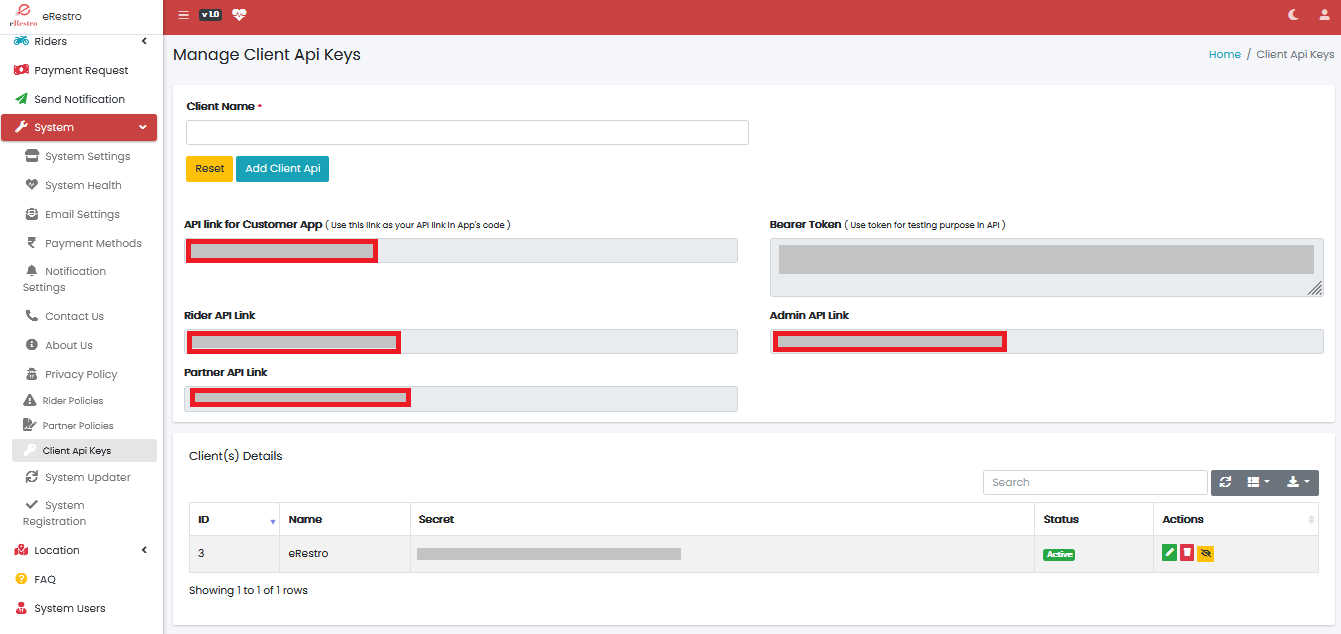 eRestro
eRestro
v 1.0
Riders
Payment Request
Send Notification
System
System Settings
System Health
Email Settings
Payment Methods
Notification
Settings
Contact Us
About Us
Privacy Policy
Rider Policies
Partner Policies
Client Api Keys
System Updater
System
Registration
Location
FAQ
System Users
Manage Client Api Keys
Home / Client Api Keys
Client Name *
Reset
Add Client Api
API link for Customer App ( Use this link as your API link in App's code )
Bearer Token ( Use token for testing purpose in API )
Rider API Link
Admin API Link
Partner API Link
Client(s) Details
Search
ID Name Secret Status Actions
3 eRestro Active
Showing 1 to 1 of 1 rows